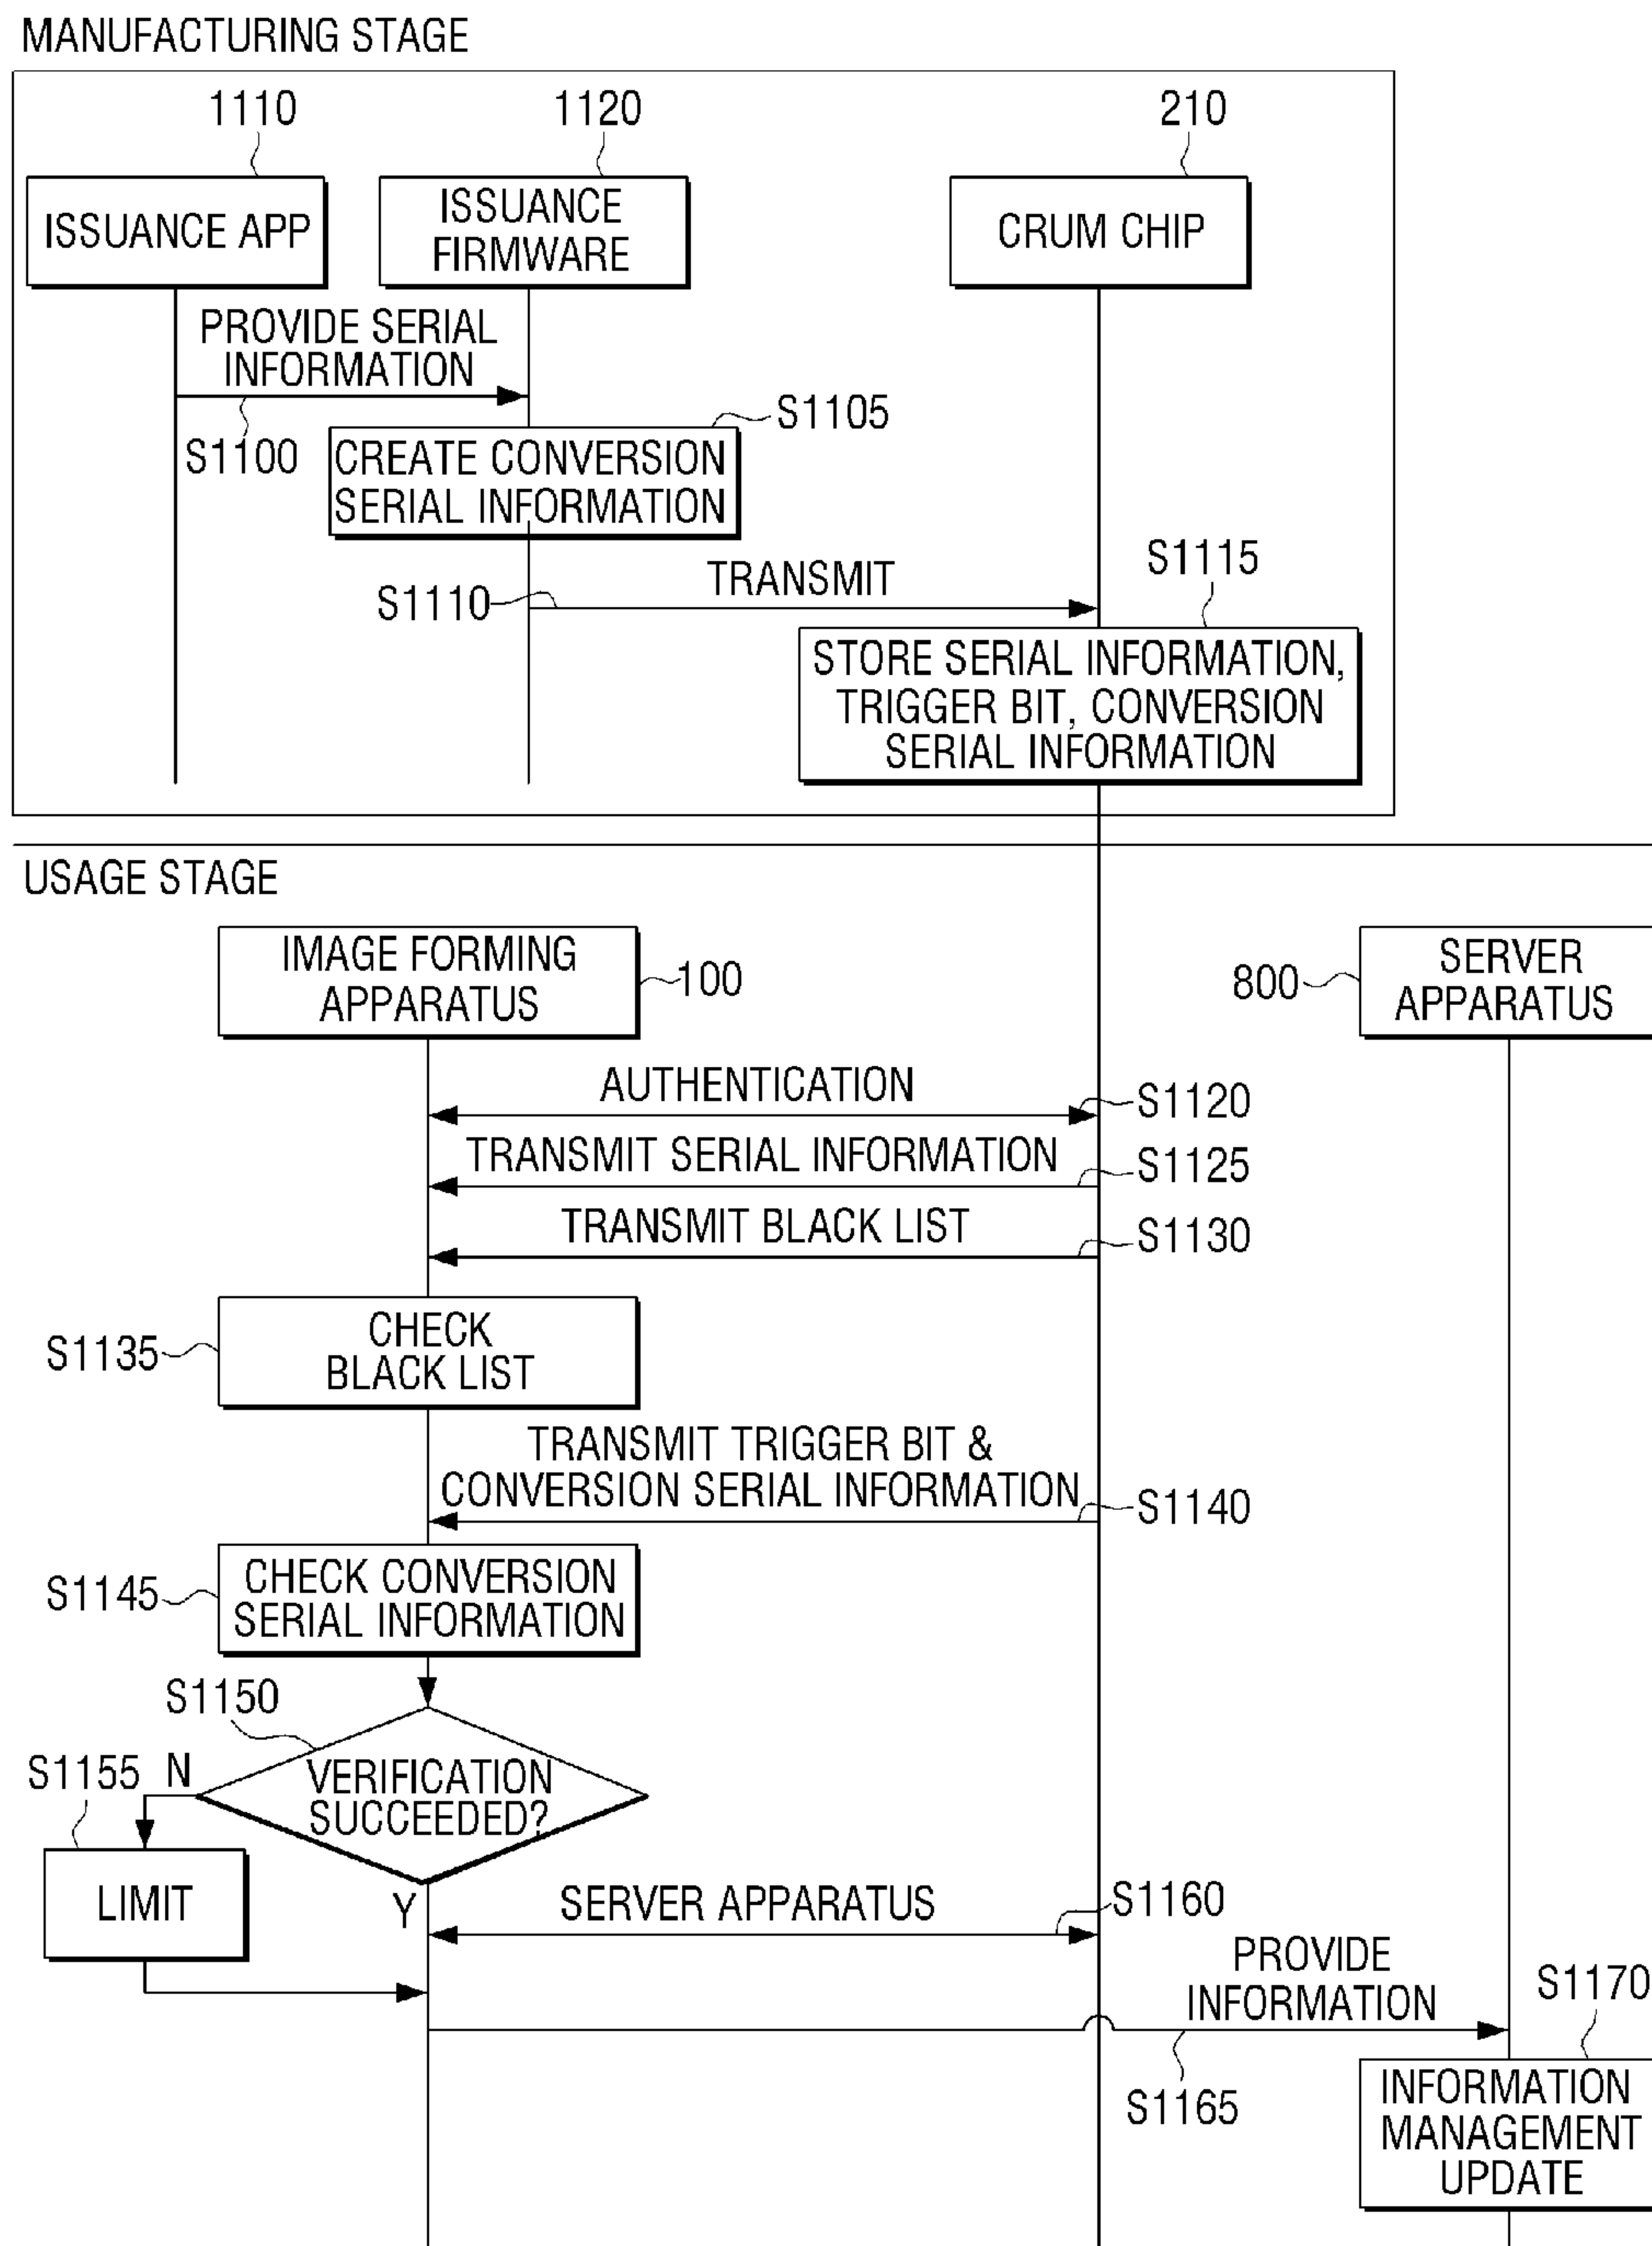 MANUFACTURING STAGE
1110
1120
210
ISSUANCE APP
ISSUANCE
FIRMWARE
CRUM CHIP
PROVIDE SERIAL
INFORMATION
S1100
S1105
CREATE CONVERSION
SERIAL INFORMATION
S1110
TRANSMIT
S1115
STORE SERIAL INFORMATION,
TRIGGER BIT, CONVERSION
SERIAL INFORMATION
USAGE STAGE
IMAGE FORMING
APPARATUS
100
800
SERVER
APPARATUS
AUTHENTICATION
S1120
TRANSMIT SERIAL INFORMATION
S1125
TRANSMIT BLACK LIST
S1130
S1135
CHECK
BLACK LIST
TRANSMIT TRIGGER BIT &
CONVERSION SERIAL INFORMATION
S1140
S1145
CHECK CONVERSION
SERIAL INFORMATION
S1150
S1155
N
VERIFICATION
SUCCEEDED?
LIMIT
Y
SERVER APPARATUS
S1160
PROVIDE
INFORMATION
S1165
S1170
INFORMATION
MANAGEMENT
UPDATE